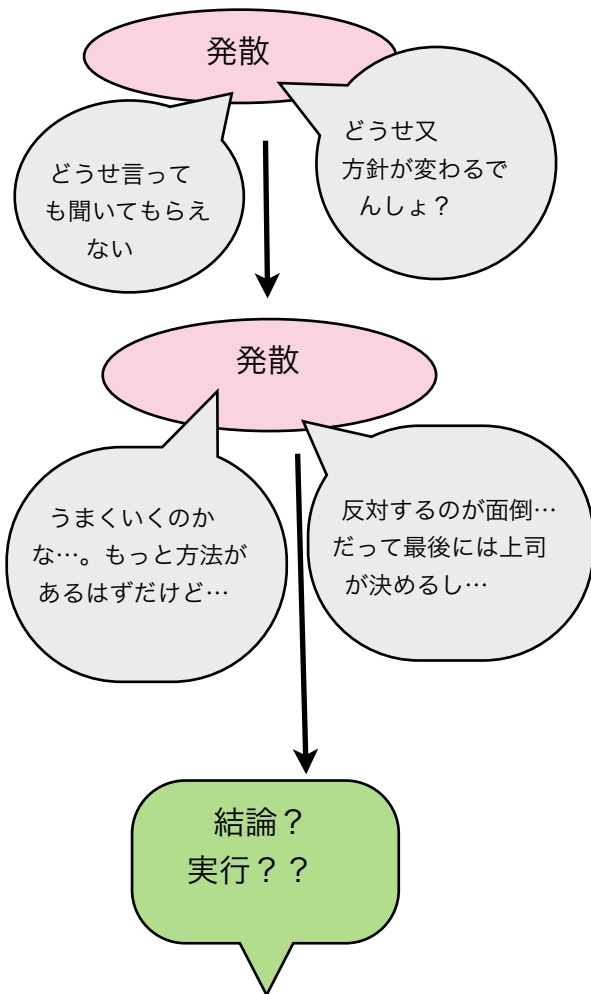 発散
どうせ言って
も聞いてもらえ
ない
どうせ又
方針が変わるで
んしょ？
発散
うまくいくのか
な…。もっと方法が
あるはずだけど…
反対するのが面倒…
だって最後には上司
が決めるし…
結論？
実行？？